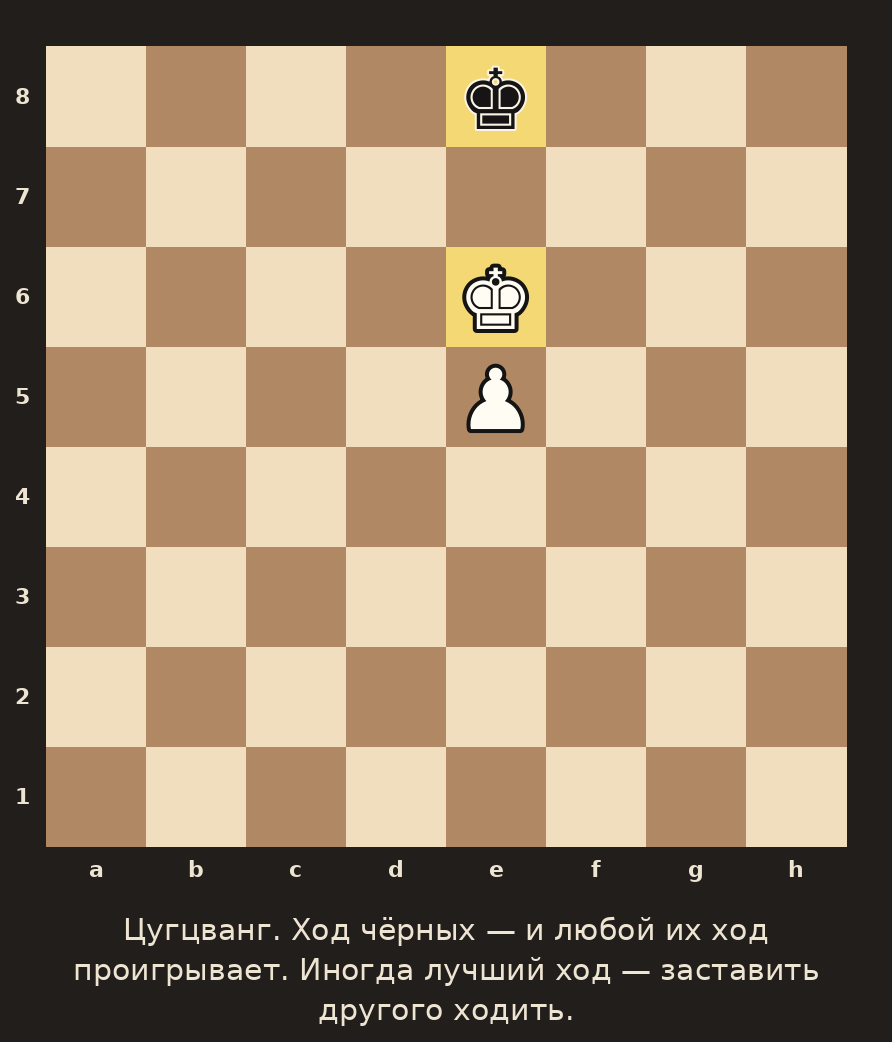 8
7
6
5
4
3
2
1
a b c d e f g h
Цугцванг. Ход чёрных — и любой их ход
проигрывает. Иногда лучший ход — заставить
другого ходить.